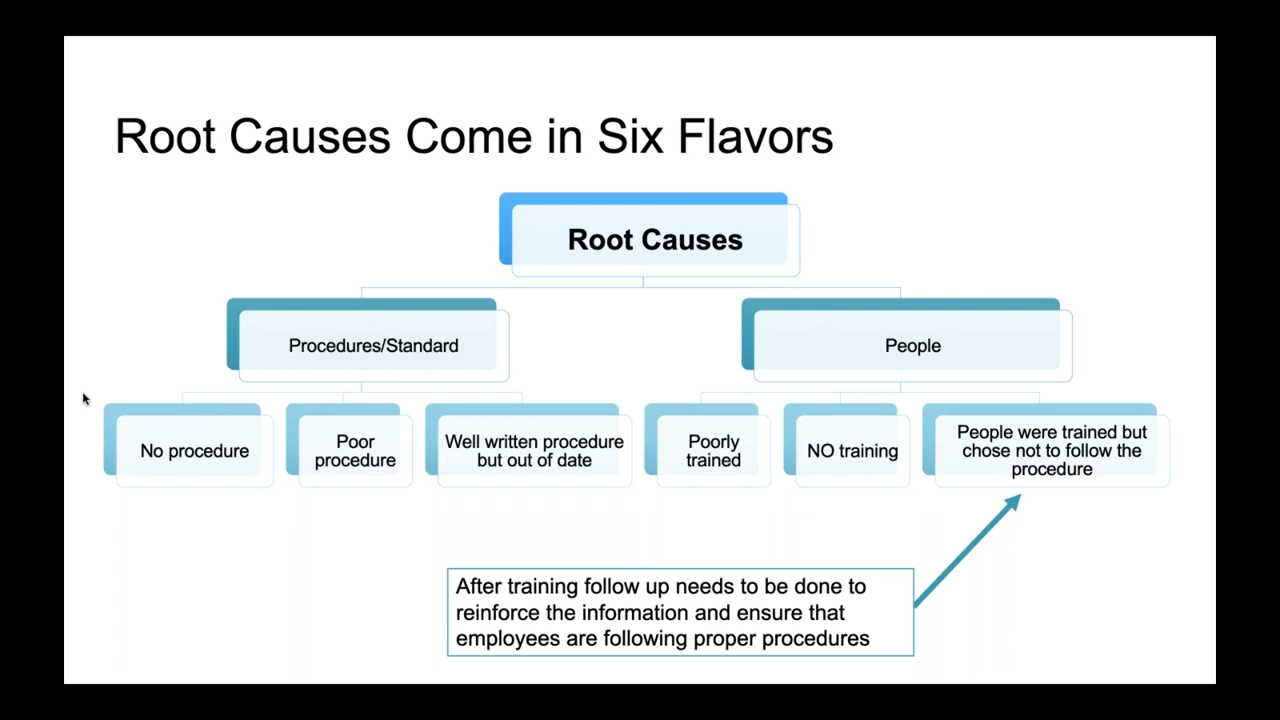 Root Causes Come in Six Flavors
Root Causes
Procedures/Standard
People
No procedure
Poor
procedure
Well written procedure
but out of date
Poorly
trained
NO training
People were trained but
chose not to follow the
procedure
After training follow up needs to be done to
reinforce the information and ensure that
employees are following proper procedures